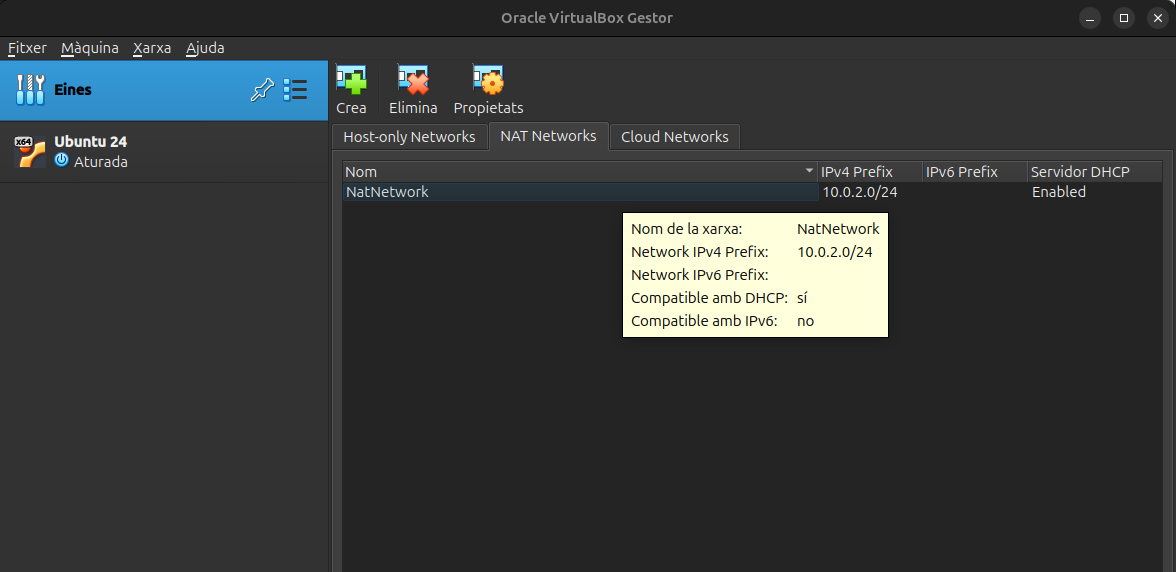 Oracle VirtualBox Gestor
Fitxer Màquina Xarxa Ajuda
Eines
x64
Ubuntu 24
Aturada
Crea Elimina Propietats
Host-only Networks NAT Networks Cloud Networks
Nom IPv4 Prefix IPv6 Prefix Servidor DHCP
NatNetwork 10.0.2.0/24 Enabled
Nom de la xarxa: NatNetwork
Network IPv4 Prefix: 10.0.2.0/24
Network IPv6 Prefix:
Compatible amb DHCP: sí
Compatible amb IPv6: no